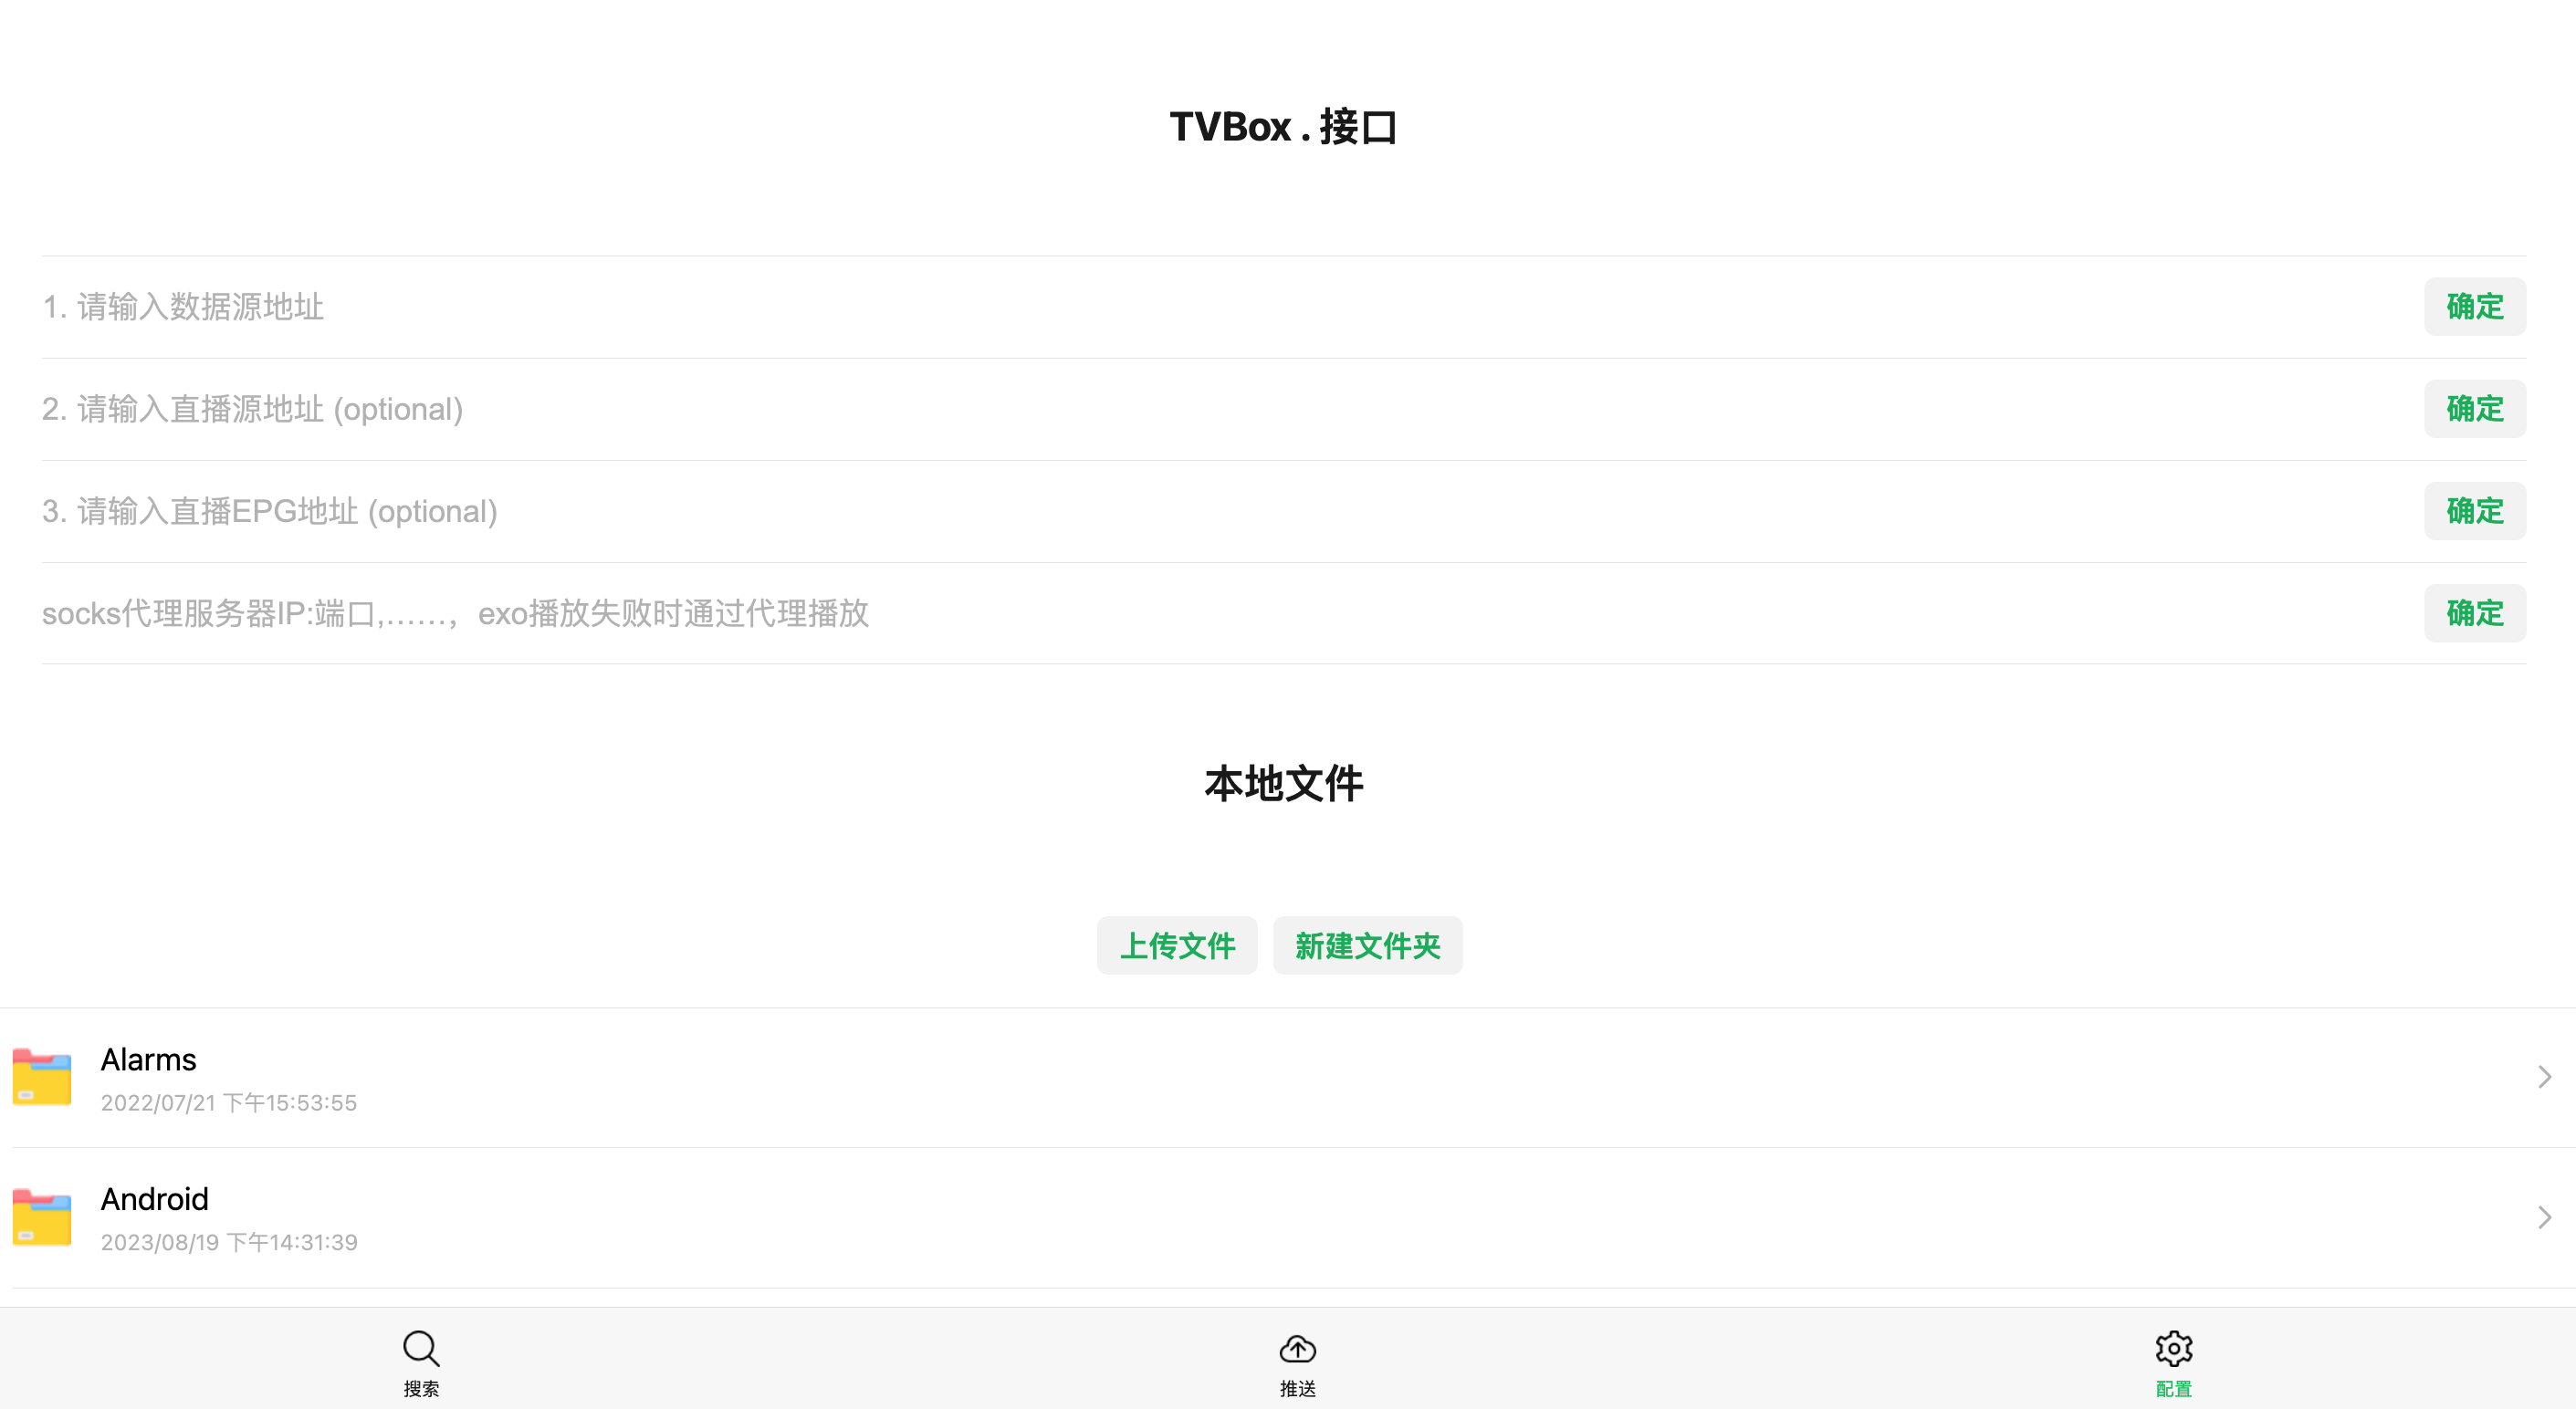 TVBox . 接口
1. 请输入数据源地址
确定
2. 请输入直播源地址 (optional)
确定
3. 请输入直播EPG地址 (optional)
确定
socks代理服务器IP:端口,……，exo播放失败时通过代理播放
确定
本地文件
上传文件
新建文件夹
Alarms
2022/07/21 下午15:53:55
Android
2023/08/19 下午14:31:39
搜索
推送
配置